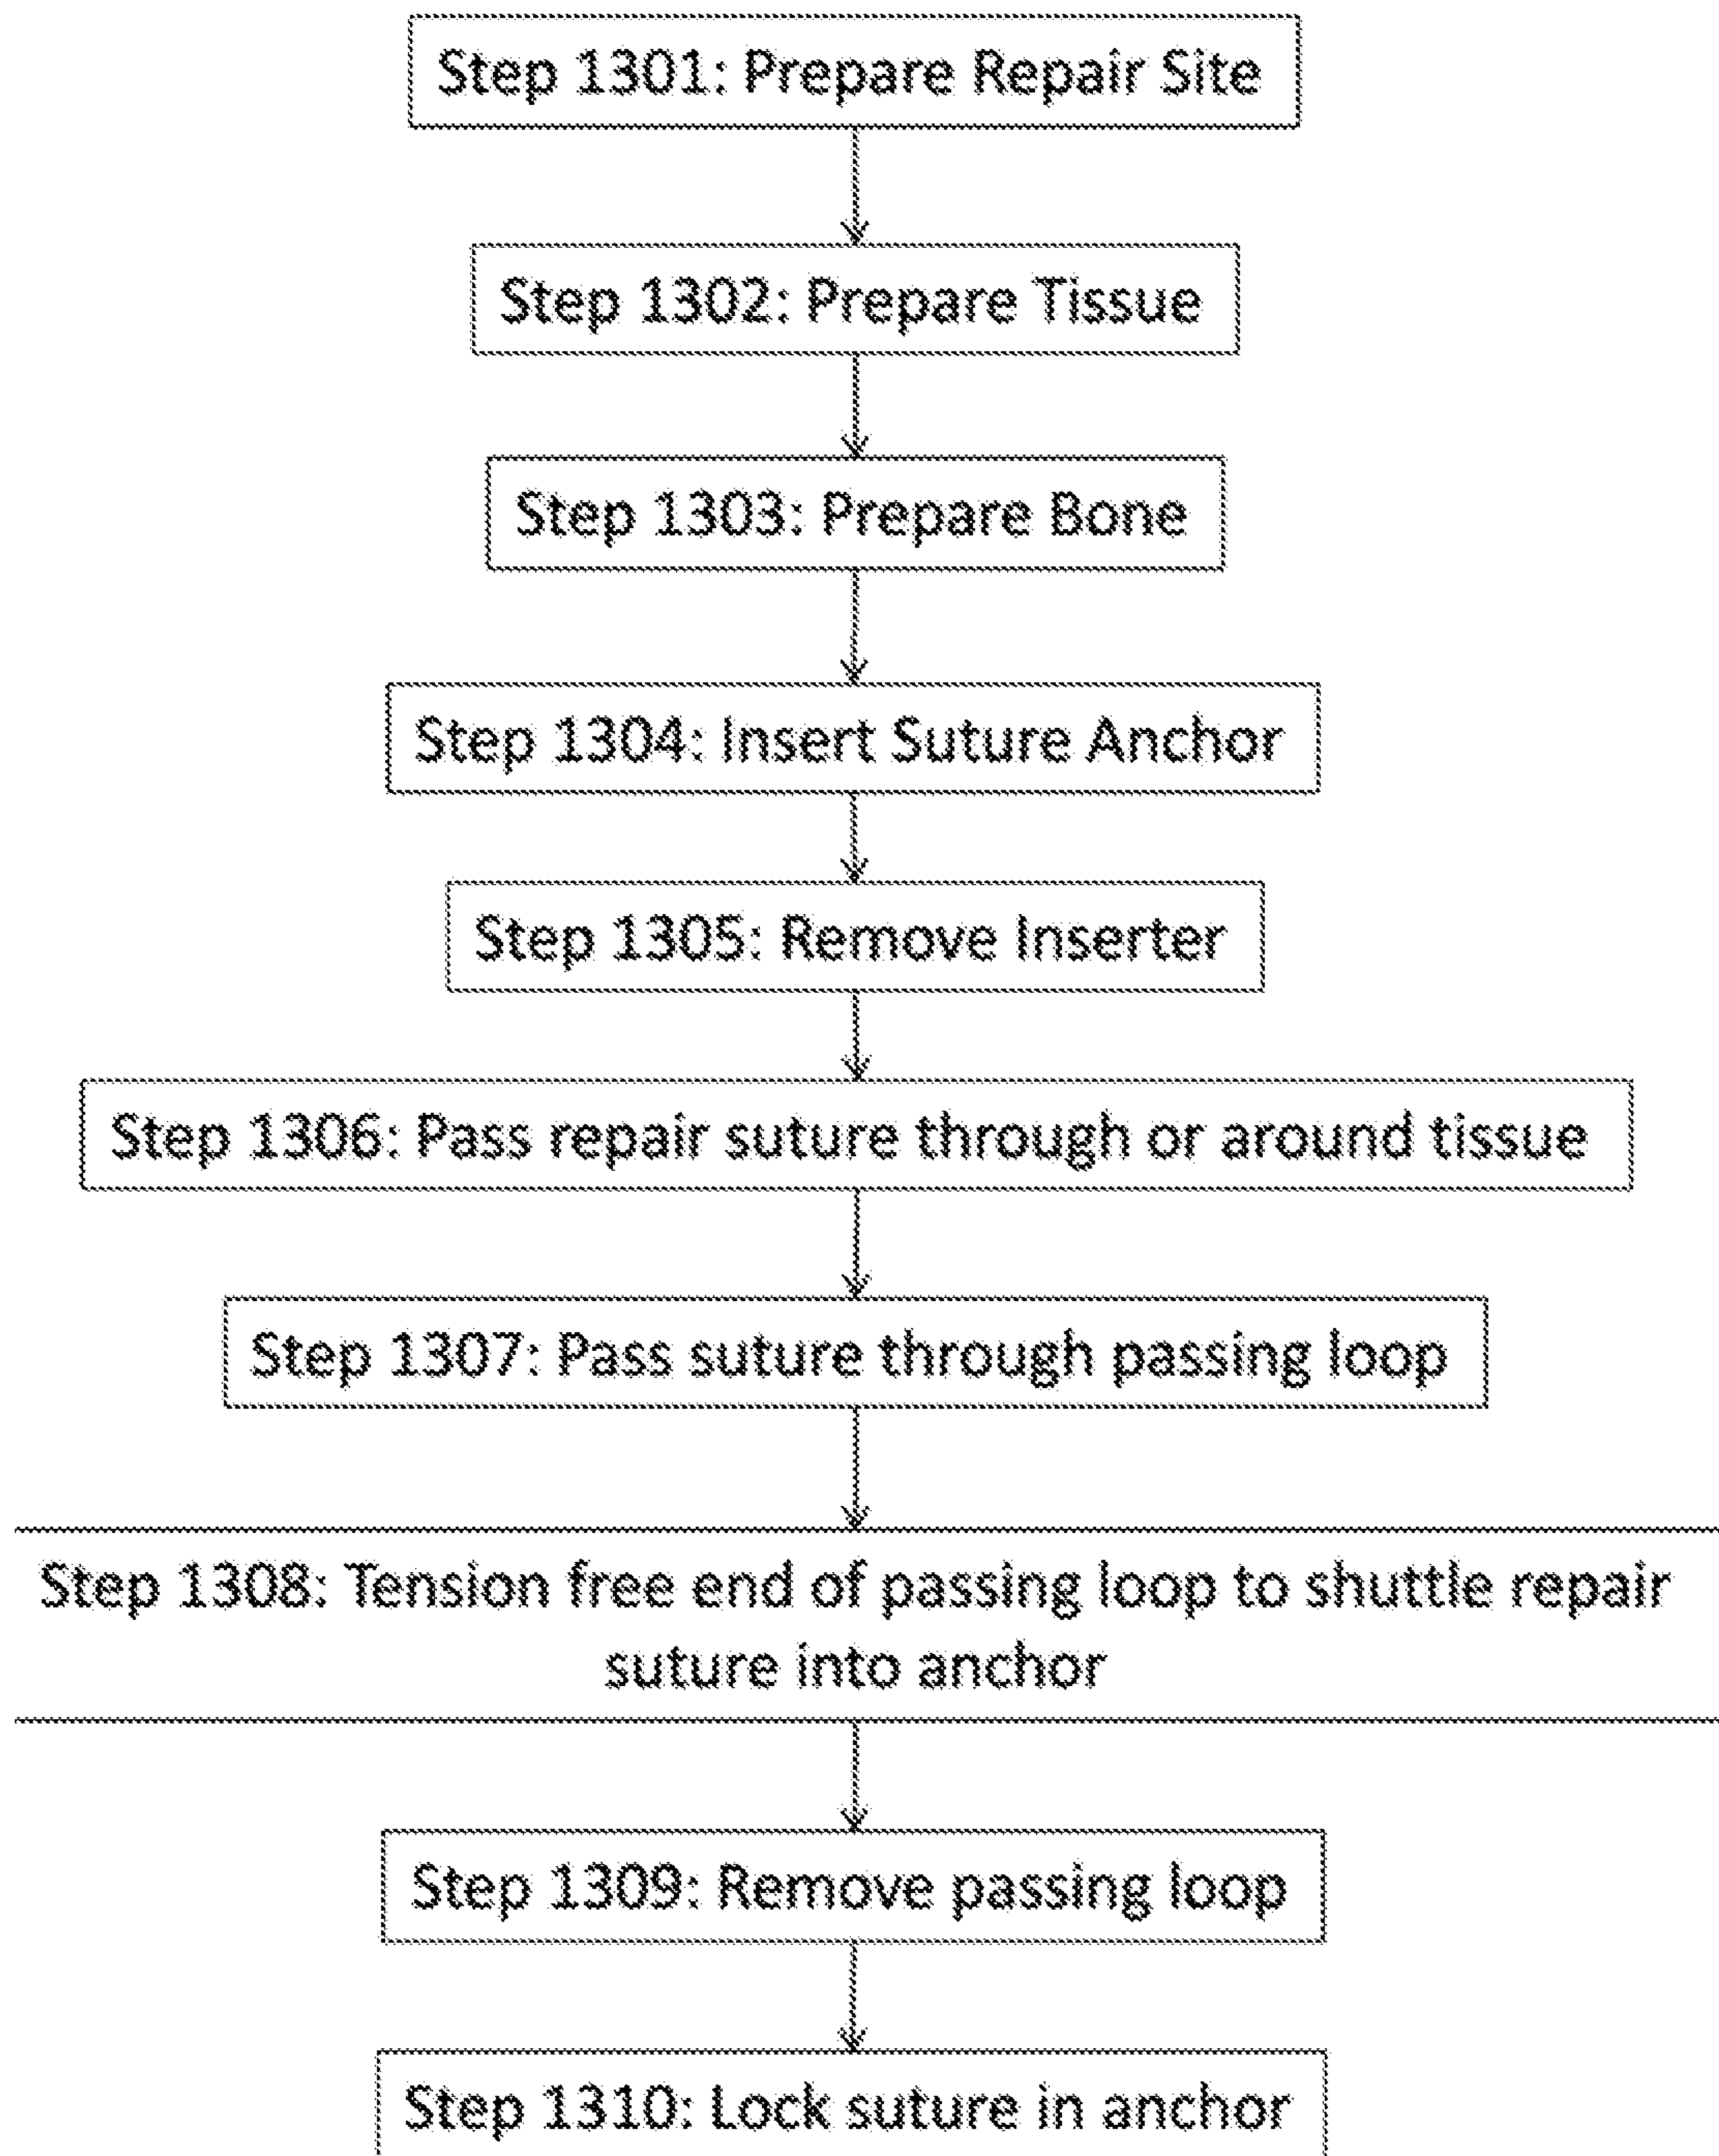 Step 1301: Prepare Repair Site
Step 1302: Prepare Tissue
Step 1303: Prepare Bone
Step 1304: Insert Suture Anchor
Step 1305: Remove Inserter
Step 1306: Pass repair suture through or around tissue
Step 1307: Pass suture through passing loop
Step 1308: Tension free end of passing loop to shuttle repair
suture into anchor
Step 1309: Remove passing loop
Step 1310: Lock suture in anchor